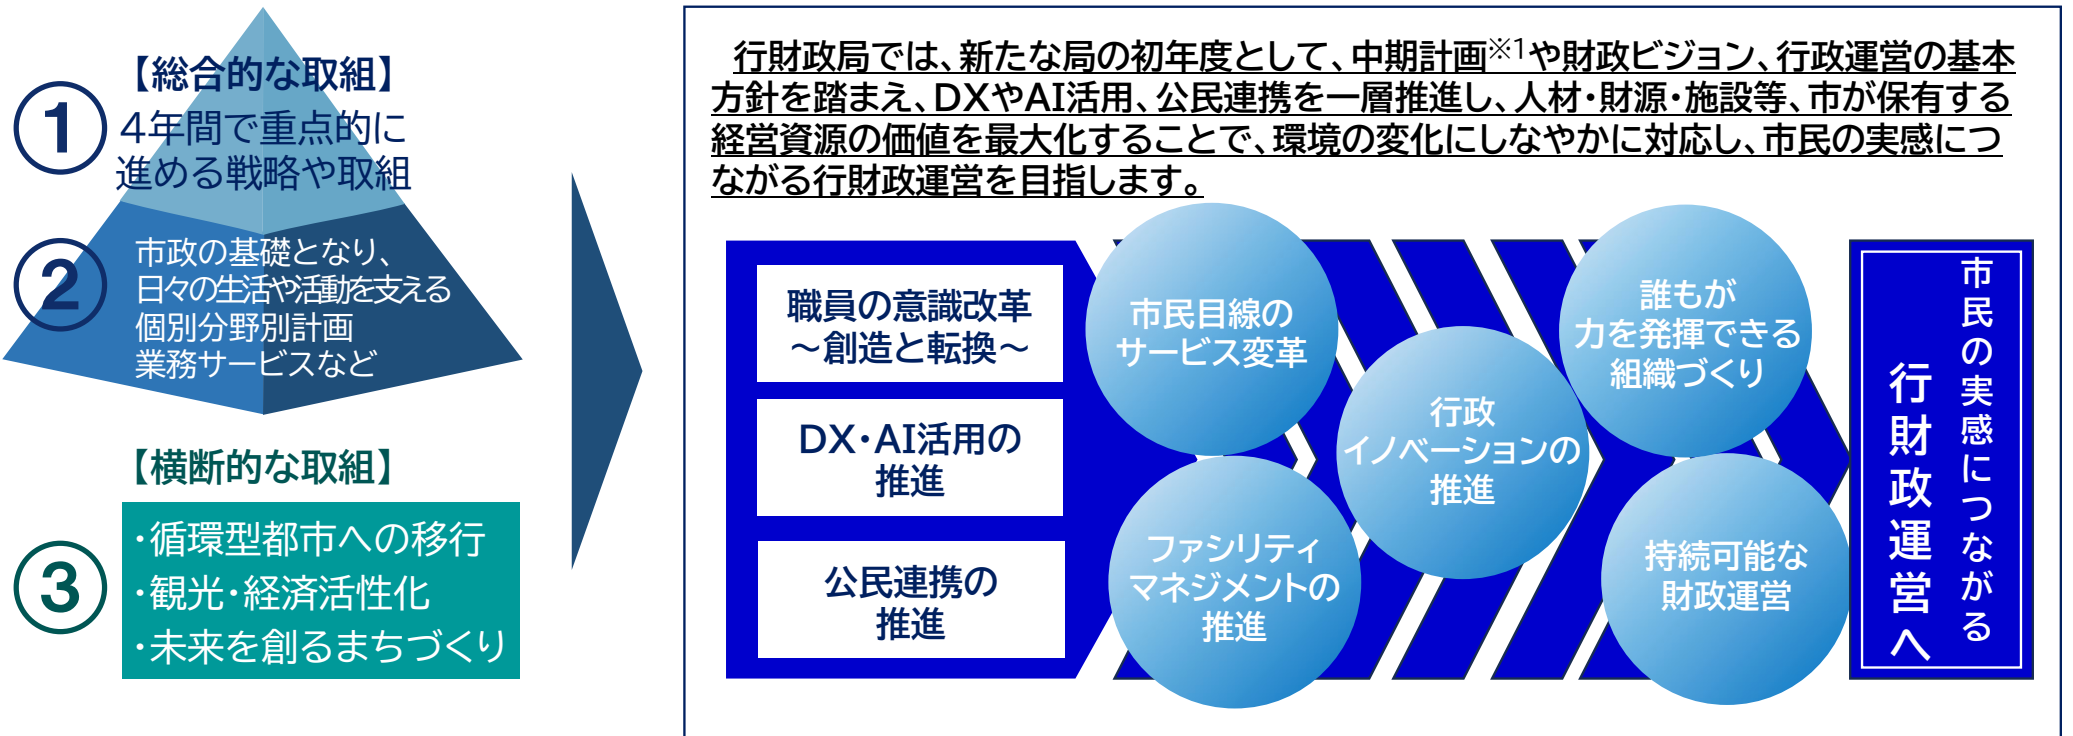 ①
【総合的な取組】
4年間で重点的に
進める戦略や取組
②
市政の基礎となり、
日々の生活や活動を支える
個別分野別計画
業務サービスなど
【横断的な取組】
③
・循環型都市への移行
・観光・経済活性化
・未来を創るまちづくり
行財政局では、新たな局の初年度として、中期計画※1や財政ビジョン、行政運営の基本
方針を踏まえ、DXやAI活用、公民連携を一層推進し、人材・財源・施設等、市が保有する
経営資源の価値を最大化することで、環境の変化にしなやかに対応し、市民の実感につ
ながる行財政運営を目指します。
職員の意識改革
～創造と転換～
DX・AI活用の
推進
公民連携の
推進
市民目線の
サービス変革
ファシリティ
マネジメントの
推進
行政
イノベーションの
推進
誰もが
力を発揮できる
組織づくり
持続可能な
財政運営
市民の実感につながる
行財政運営へ